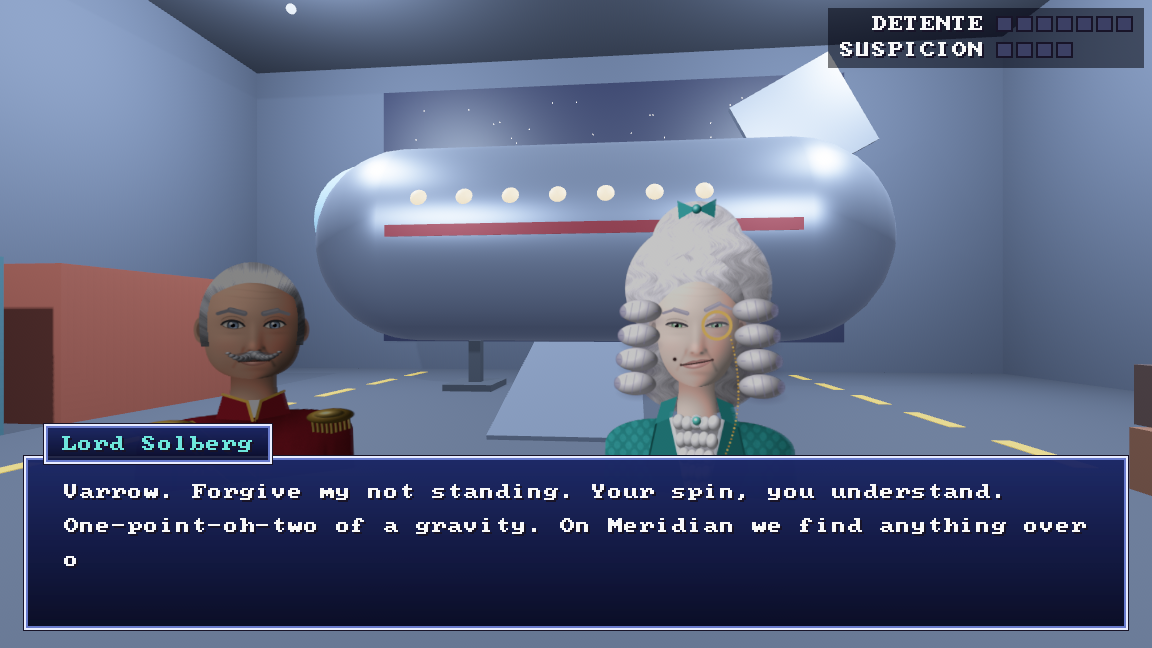 DETENTE
SUSPICION
Lord Solberg
Varrow. Forgive my not standing. Your spin, you understand.
One-point-oh-two of a gravity. On Meridian we find anything over
o